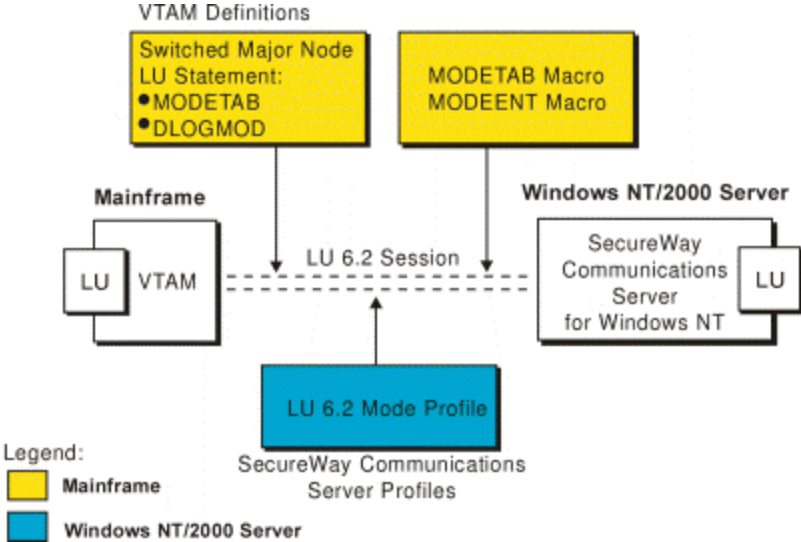 VTAM Definitions
Switched Major Node
LU Statement:
•MODETAB
•DLOGMOD
MODETAB Macro
MODEENT Macro
Mainframe
Windows NT/2000 Server
LU
VTAM
LU 6.2 Session
SecureWay
Communications
Server
for Windows NT
LU
LU 6.2 Mode Profile
SecureWay Communications
Server Profiles
Legend:
Mainframe
Windows NT/2000 Server